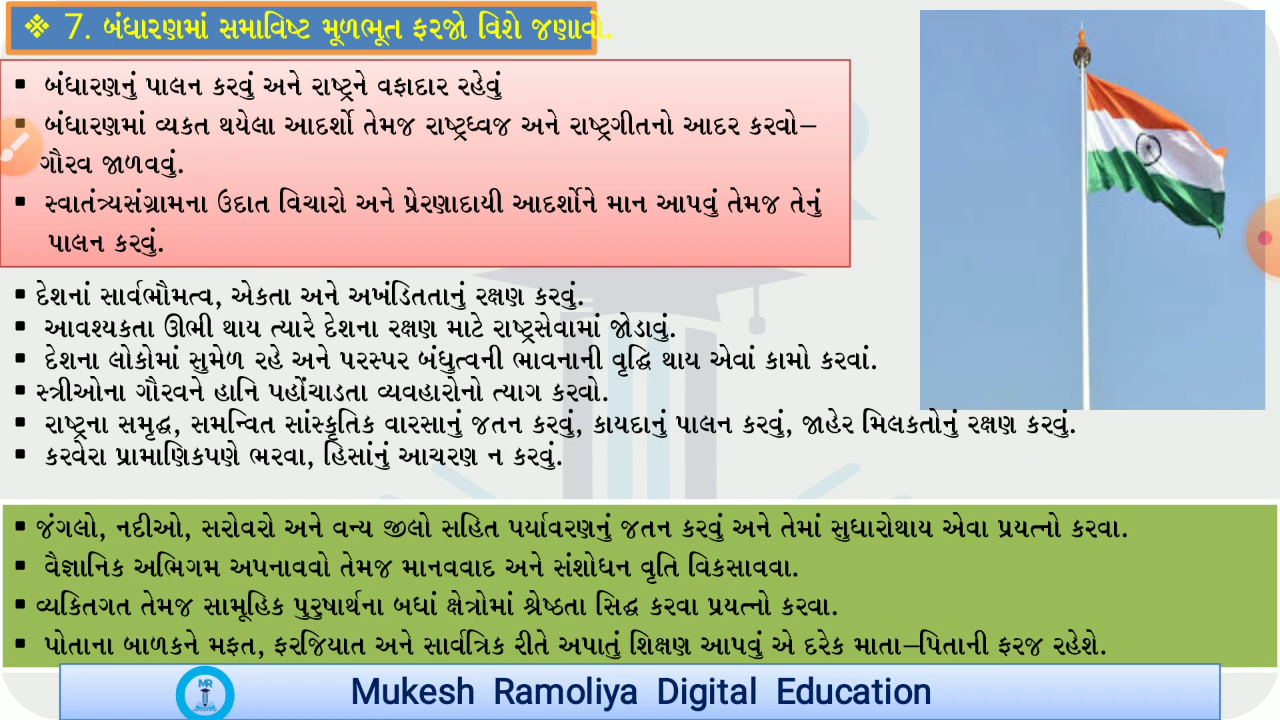 ❖ 7. બંધારણમાં સમાવિષ્ટ મૂળભૂત ફરજો વિશે જણાવો.
▪ બંધારણનું પાલન કરવું અને રાષ્ટ્રને વફાદાર રહેવું
▪ બંધારણમાં વ્યકત થયેલા આદર્શો તેમજ રાષ્ટ્રધ્વજ અને રાષ્ટ્રગીતનો આદર કરવો–
ગૌરવ જાળવવું.
▪ સ્વાતંત્ર્યસંગ્રામના ઉદાત વિચારો અને પ્રેરણાદાયી આદર્શોને માન આપવું તેમજ તેનું
પાલન કરવું.
▪ દેશનાં સાર્વભૌમત્વ, એકતા અને અખંડિતતાનું રક્ષણ કરવું.
▪ આવશ્યકતા ઊભી થાય ત્યારે દેશના રક્ષણ માટે રાષ્ટ્રસેવામાં જોડાવું.
▪ દેશના લોકોમાં સુમેળ રહે અને પરસ્પર બંધુત્વની ભાવનાની વૃદ્ધિ થાય એવાં કામો કરવાં.
▪ સ્ત્રીઓના ગૌરવને હાનિ પહોંચાડતા વ્યવહારોનો ત્યાગ કરવો.
▪ રાષ્ટ્રના સમૃદ્ધ, સમન્વિત સાંસ્કૃતિક વારસાનું જતન કરવું, કાયદાનું પાલન કરવું, જાહેર મિલકતોનું રક્ષણ કરવું.
▪ કરવેરા પ્રામાણિકપણે ભરવા, હિસાંનું આચરણ ન કરવું.
▪ જંગલો, નદીઓ, સરોવરો અને વન્ય જીલો સહિત પર્યાવરણનું જતન કરવું અને તેમાં સુધારોથાય એવા પ્રયત્નો કરવા.
▪ વૈજ્ઞાનિક અભિગમ અપનાવવો તેમજ માનવવાદ અને સંશોધન વૃતિ વિકસાવવા.
▪ વ્યકિતગત તેમજ સામૂહિક પુરુષાર્થના બધાં ક્ષેત્રોમાં શ્રેષ્ઠતા સિદ્ધ કરવા પ્રયત્નો કરવા.
▪ પોતાના બાળકને મફત, ફરજિયાત અને સાર્વત્રિક રીતે અપાતું શિક્ષણ આપવું એ દરેક માતા–પિતાની ફરજ રહેશે.
MR
Mukesh Ramoliya Digital Education